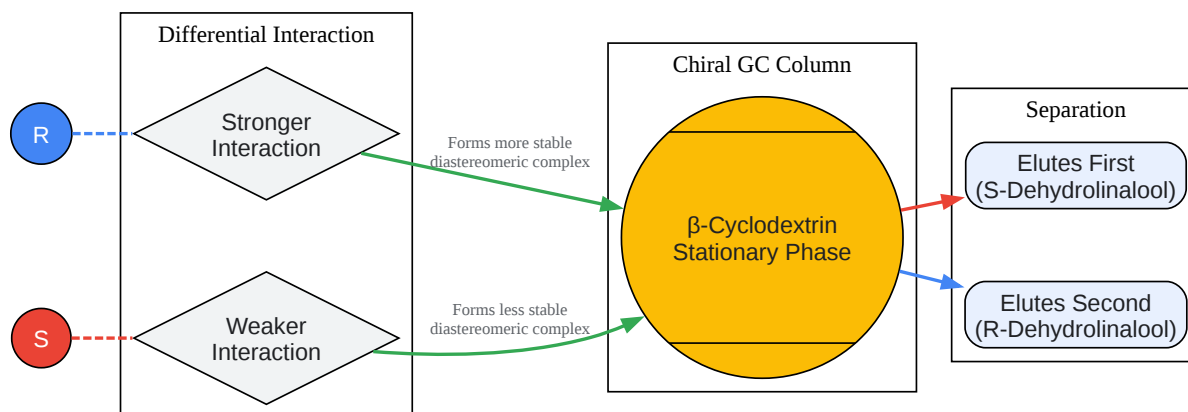 Differential Interaction
R
Stronger
Interaction
Forms more stable
diastereomeric complex
S
Weaker
Interaction
Forms less stable
diastereomeric complex
Chiral GC Column
β-Cyclodextrin
Stationary Phase
Separation
Elutes First
(S-Dehydrolinalool)
Elutes Second
(R-Dehydrolinalool)